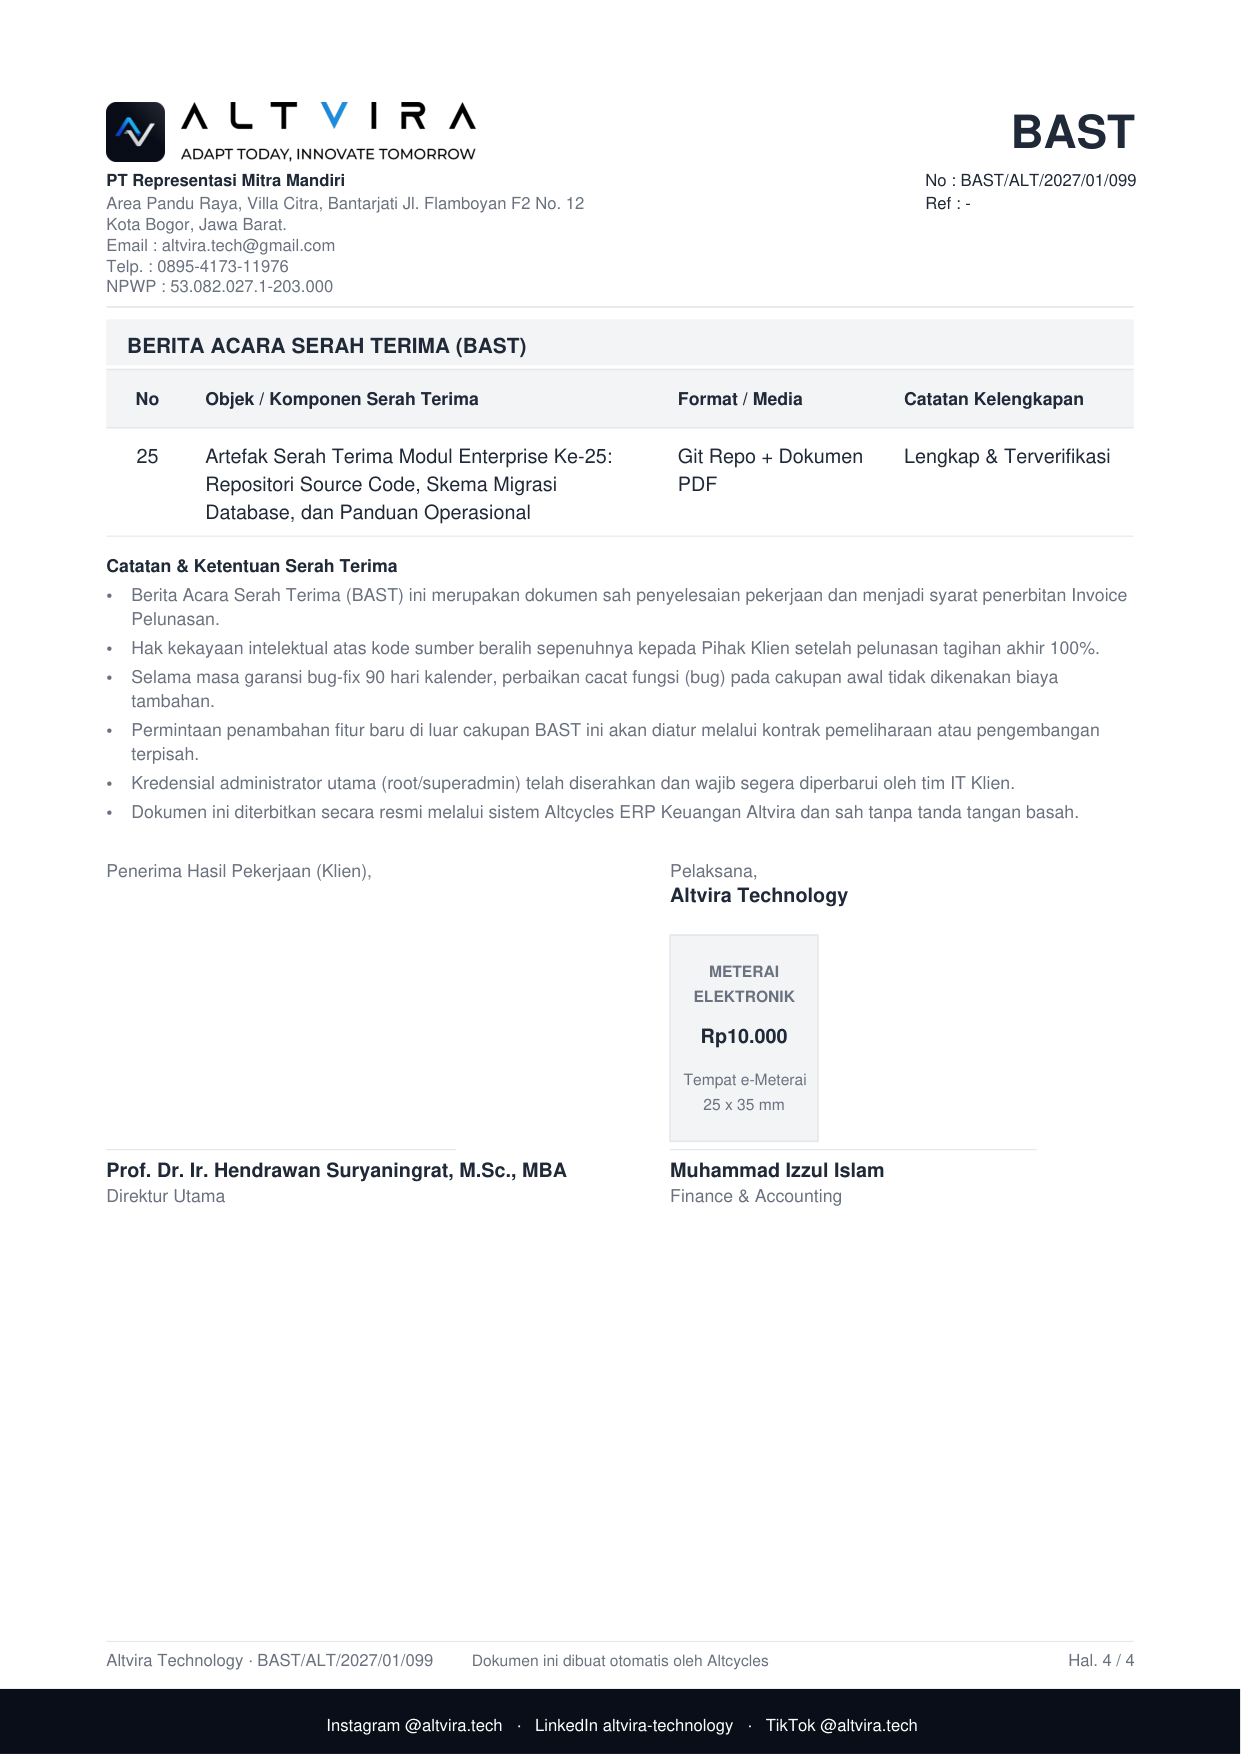 ALTVIRA
ADAPT TODAY, INNOVATE TOMORROW
BAST
PT Representasi Mitra Mandiri
Area Pandu Raya, Villa Citra, Bantarjati Jl. Flamboyan F2 No. 12
Kota Bogor, Jawa Barat.
Email : altvira.tech@gmail.com
Telp. : 0895-4173-11976
NPWP : 53.082.027.1-203.000
No : BAST/ALT/2027/01/099
Ref : -
BERITA ACARA SERAH TERIMA (BAST)
No Objek / Komponen Serah Terima Format / Media Catatan Kelengkapan
25 Artefak Serah Terima Modul Enterprise Ke-25: Git Repo + Dokumen Lengkap & Terverifikasi
Repositori Source Code, Skema Migrasi PDF
Database, dan Panduan Operasional
Catatan & Ketentuan Serah Terima
• Berita Acara Serah Terima (BAST) ini merupakan dokumen sah penyelesaian pekerjaan dan menjadi syarat penerbitan Invoice
Pelunasan.
• Hak kekayaan intelektual atas kode sumber beralih sepenuhnya kepada Pihak Klien setelah pelunasan tagihan akhir 100%.
• Selama masa garansi bug-fix 90 hari kalender, perbaikan cacat fungsi (bug) pada cakupan awal tidak dikenakan biaya
tambahan.
• Permintaan penambahan fitur baru di luar cakupan BAST ini akan diatur melalui kontrak pemeliharaan atau pengembangan
terpisah.
• Kredensial administrator utama (root/superadmin) telah diserahkan dan wajib segera diperbarui oleh tim IT Klien.
• Dokumen ini diterbitkan secara resmi melalui sistem Altcycles ERP Keuangan Altvira dan sah tanpa tanda tangan basah.
Penerima Hasil Pekerjaan (Klien),
Pelaksana,
Altvira Technology
METERAI
ELEKTRONIK
Rp10.000
Tempat e-Meterai
25 x 35 mm
Prof. Dr. Ir. Hendrawan Suryaningrat, M.Sc., MBA
Direktur Utama
Muhammad Izzul Islam
Finance & Accounting
Altvira Technology · BAST/ALT/2027/01/099 Dokumen ini dibuat otomatis oleh Altcycles Hal. 4 / 4
Instagram @altvira.tech · LinkedIn altvira-technology · TikTok @altvira.tech